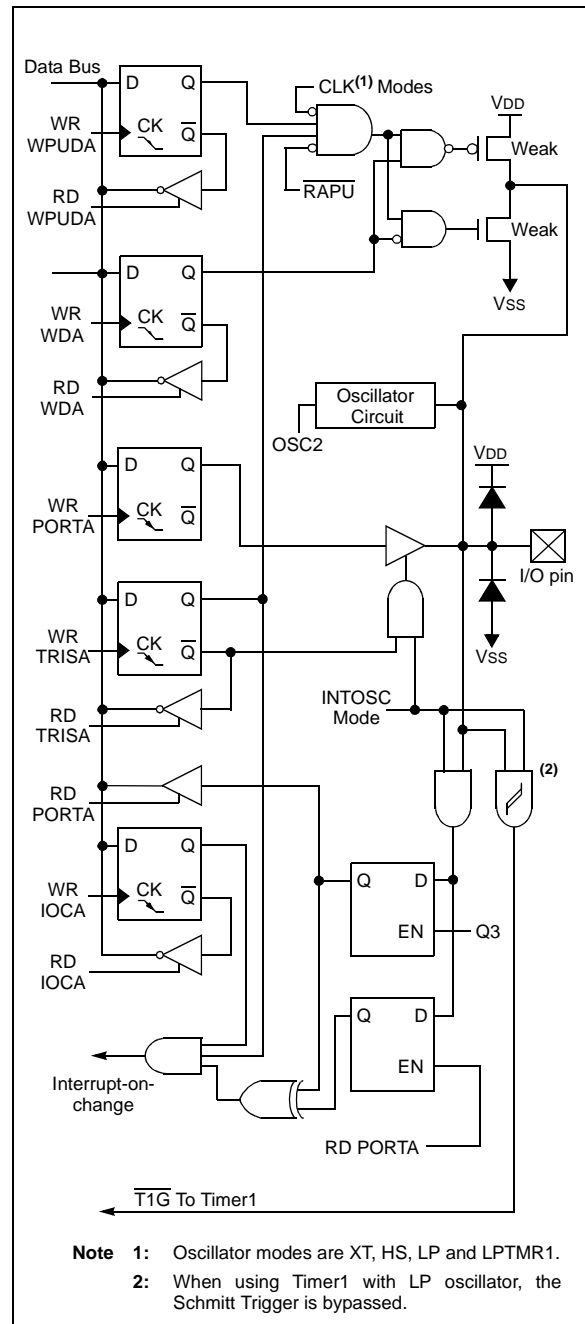 Data Bus
D Q
CK Q
WR
WPUDA
RD
WPUDA
CLK(1) Modes
RAPU
VDD
Weak
Weak
VSS
D Q
CK Q
WR
WDA
RD
WDA
Oscillator
Circuit
OSC2
D Q
CK Q
WR
PORTA
VDD
I/O pin
VSS
D Q
CK Q
WR
TRISA
RD
TRISA
INTOSC
Mode
(2)
RD
PORTA
D Q
CK Q
WR
IOCA
RD
IOCA
Q D
EN
Q3
Q D
EN
RD PORTA
Interrupt-on-
change
T1G To Timer1
Note 1: Oscillator modes are XT, HS, LP and LPTMR1.
2: When using Timer1 with LP oscillator, the
Schmitt Trigger is bypassed.